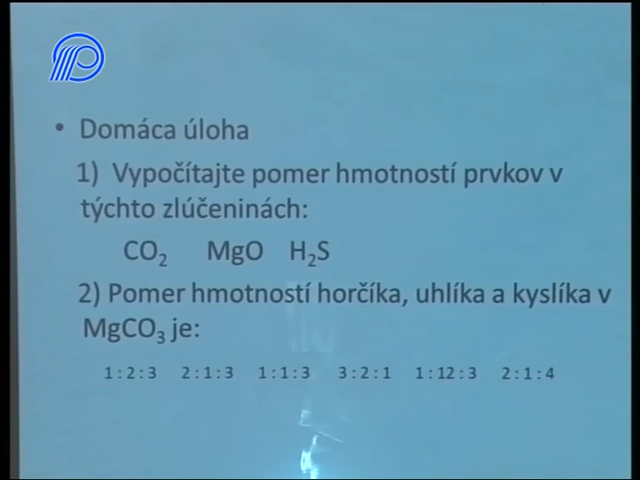 • Domáca úloha
1) Vypočítajte pomer hmotností prvkov v
týchto zlúčeninách:
CO₂ MgO H₂S
2) Pomer hmotností horčíka, uhlíka a kyslíka v
MgCO₃ je:
1 : 2 : 3 2 : 1 : 3 1 : 1 : 3 3 : 2 : 1 1 : 12 : 3 2 : 1 : 4